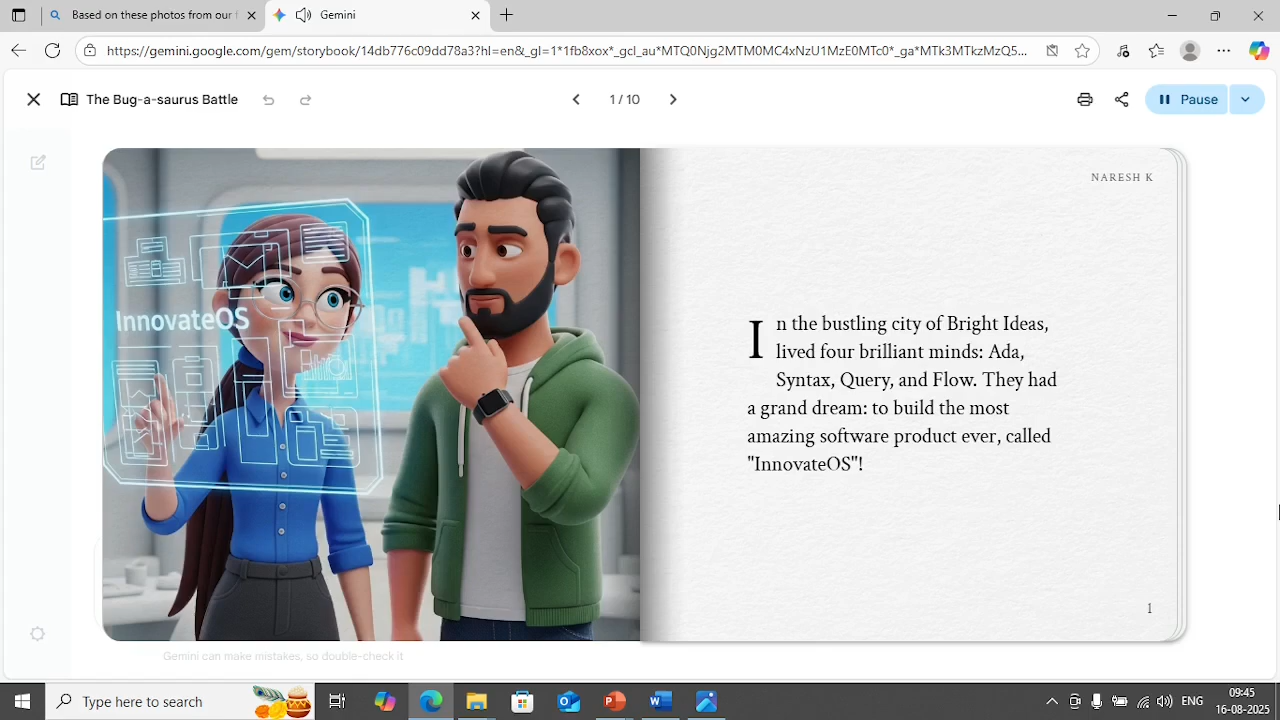 Based on these photos from our t
Gemini
https://gemini.google.com/gem/storybook/14db776c09dd78a3?hl=en&_gl=1*1fb8xox*_gcl_au*MTQ0Njg2MTM0MC4xNzU1MzE0MTc0*_ga*MTk3MTkzMzQ5...
The Bug-a-saurus Battle
1 / 10
Pause
InnovateOS
NARESH K
In the bustling city of Bright Ideas,
lived four brilliant minds: Ada,
Syntax, Query, and Flow. They had
a grand dream: to build the most
amazing software product ever, called
"InnovateOS"!
1
Gemini can make mistakes, so double-check it
Type here to search
ENG
09:45
16-08-2025